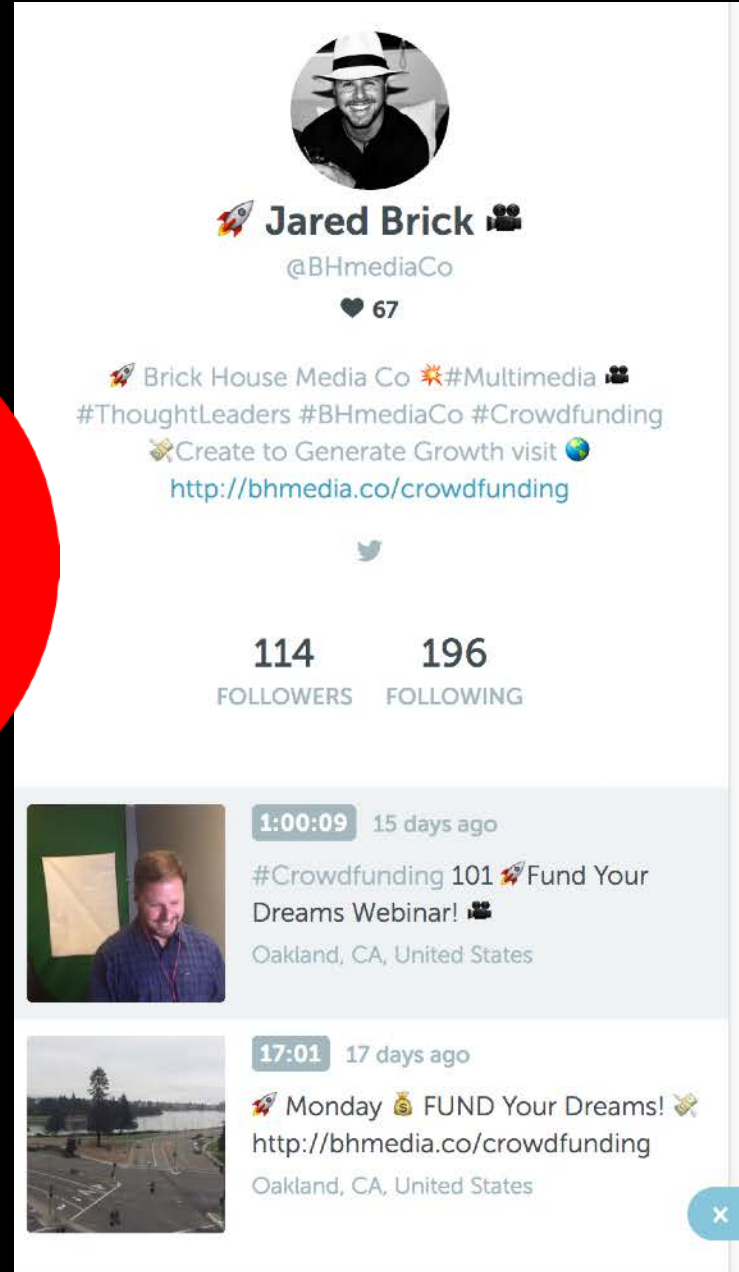 🚀 Jared Brick 🎥
@BHmediaCo
🖤 67
🚀 Brick House Media Co 💥#Multimedia 🎥
#ThoughtLeaders #BHmediaCo #Crowdfunding
💸Create to Generate Growth visit 🌎
http://bhmedia.co/crowdfunding
114 196
FOLLOWERS FOLLOWING
1:00:09 15 days ago
#Crowdfunding 101 🚀Fund Your
Dreams Webinar! 🎥
Oakland, CA, United States
17:01 17 days ago
🚀 Monday 💰 FUND Your Dreams! 💸
http://bhmedia.co/crowdfunding
Oakland, CA, United States
×